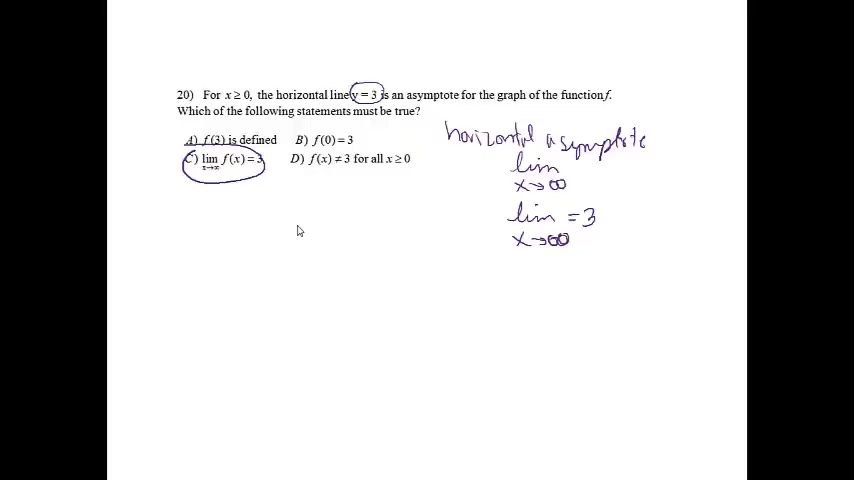 20) For x ≥ 0, the horizontal line y = 3 is an asymptote for the graph of the function f.
Which of the following statements must be true?
A) f(3) is defined B) f(0) = 3
C) lim x→∞ f(x) = 3 D) f(x) ≠ 3 for all x ≥ 0
horizontal asymptote
lim
x→∞
lim = 3
x→∞